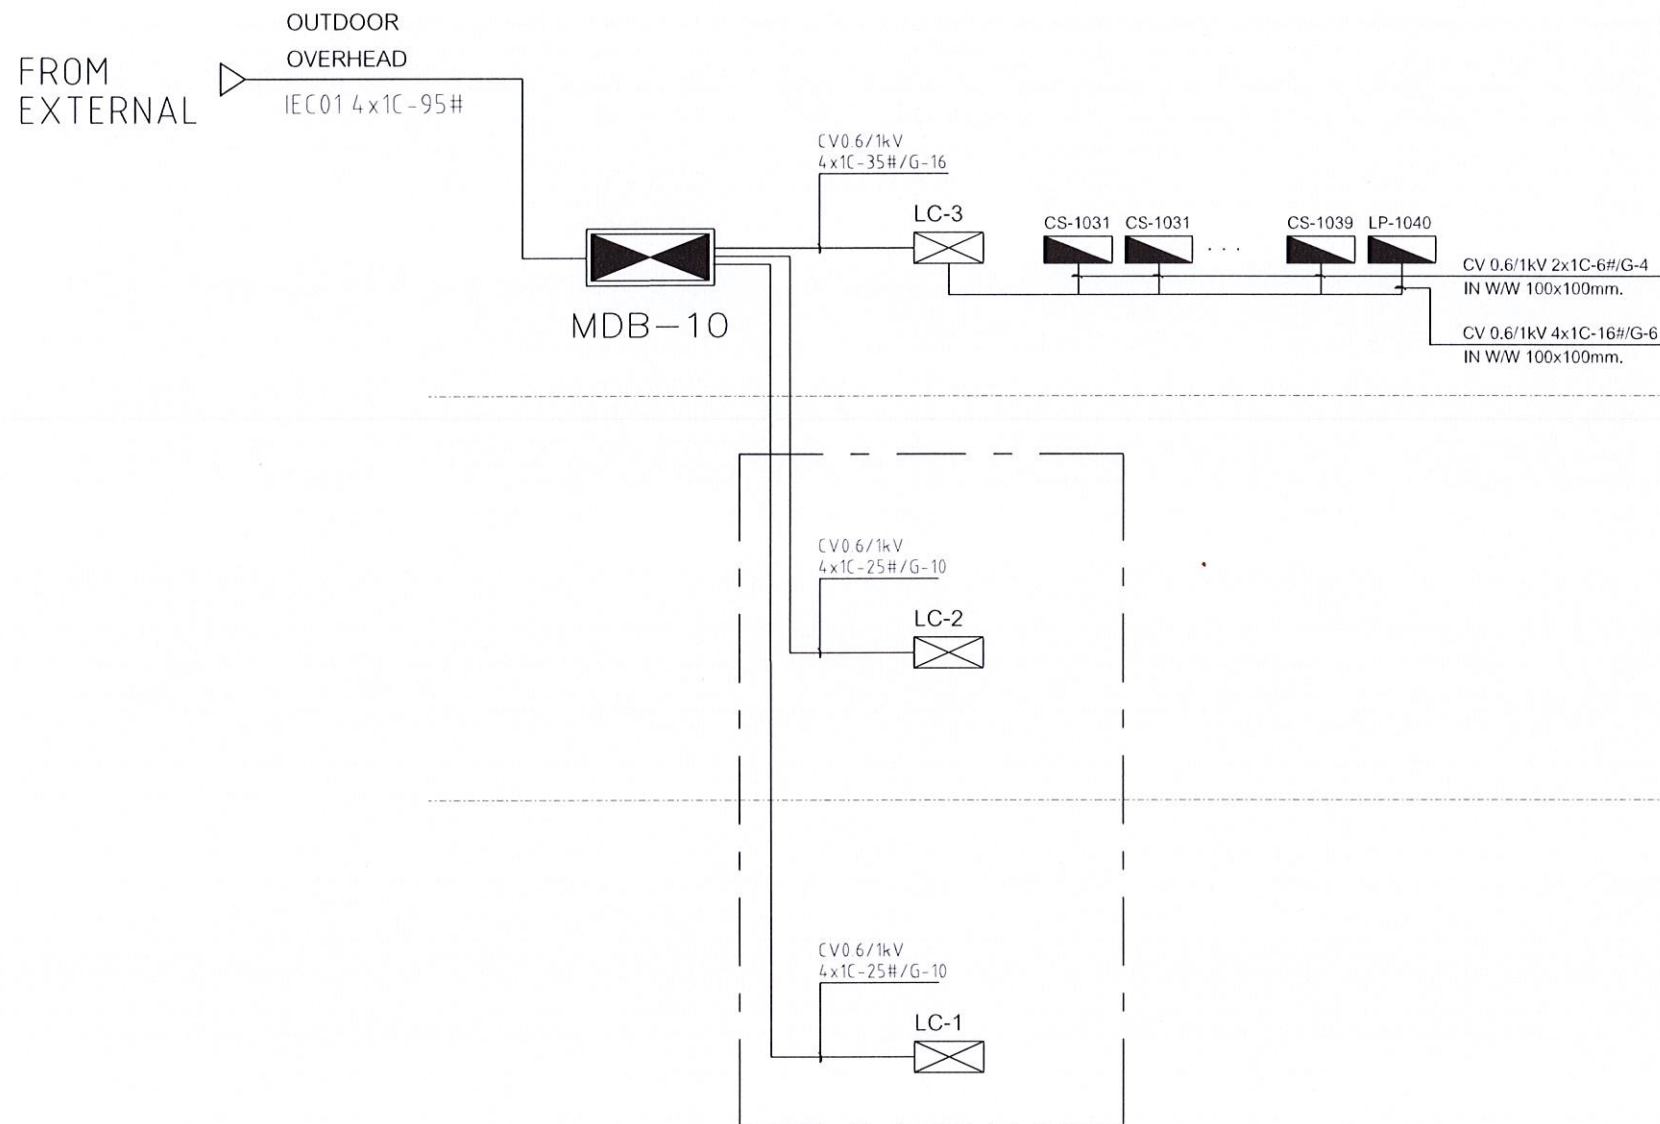 OUTDOOR
OVERHEAD
FROM
EXTERNAL
IEC01 4x1C-95#
CV0.6/1kV
4x1C-35#/G-16
LC-3
CS-1031
CS-1031
...
CS-1039
LP-1040
CV 0.6/1kV 2x1C-6#/G-4
IN W/W 100x100mm.
MDB-10
CV 0.6/1kV 4x1C-16#/G-6
IN W/W 100x100mm.
CV0.6/1kV
4x1C-25#/G-10
LC-2
CV0.6/1kV
4x1C-25#/G-10
LC-1